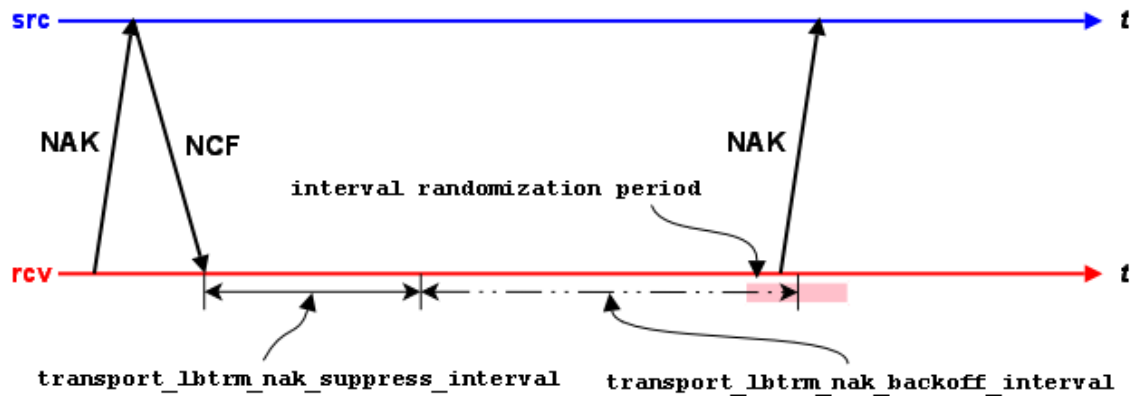 src
t
NAK
NCF
NAK
interval randomization period
rcv
t
transport_lbtrm_nak_suppress_interval
transport_lbtrm_nak_backoff_interval